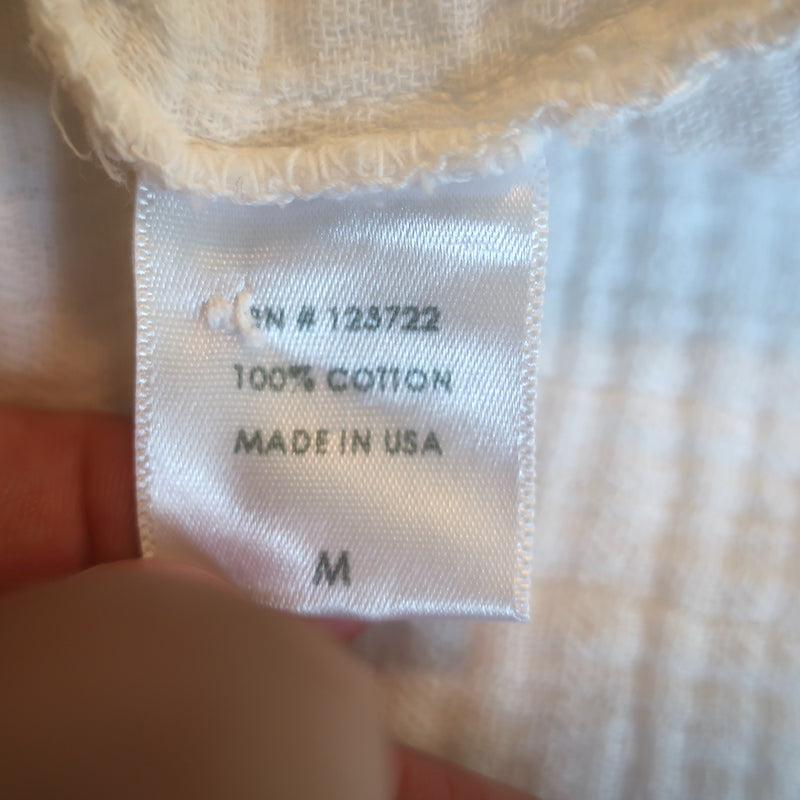 # 123722
100% COTTON
MADE IN USA
M